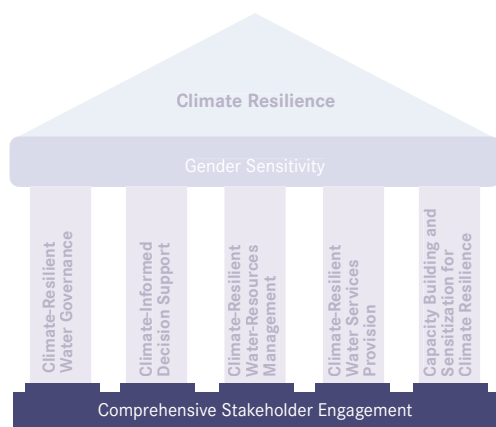 Climate Resilience
Gender Sensitivity
Climate-Resilient
Water Governance
Climate-Informed
Decision Support
Climate-Resilient
Water-Resources
Management
Climate-Resilient
Water Services
Provision
Capacity Building and
Sensitization for
Climate Resilience
Comprehensive Stakeholder Engagement